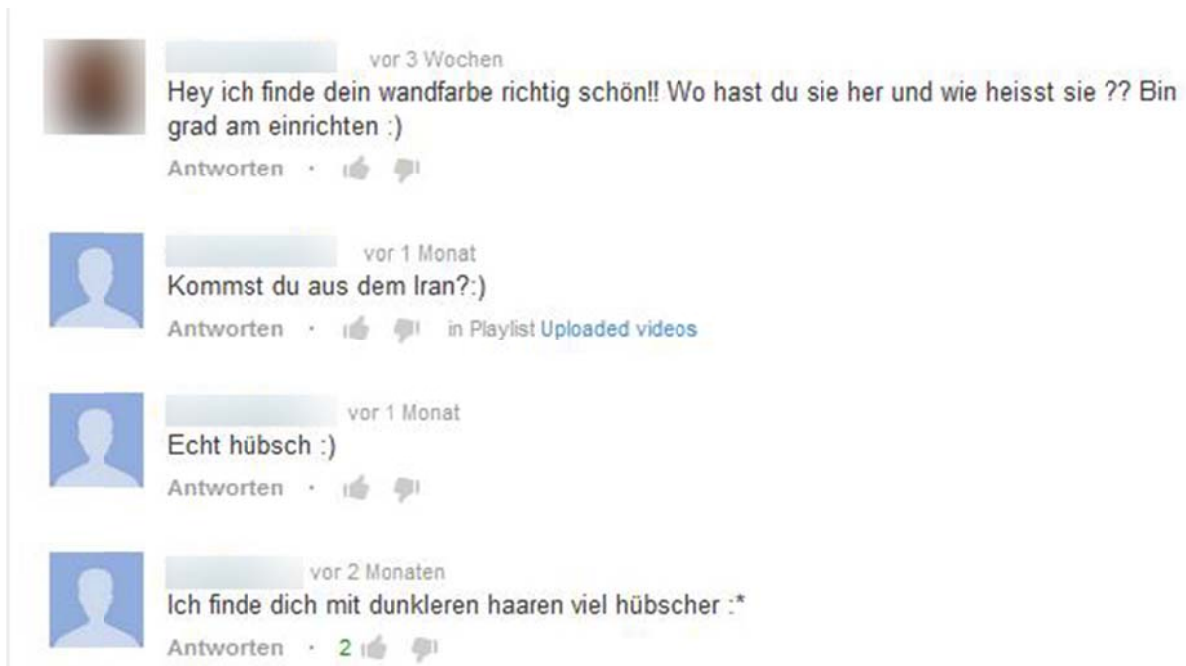 vor 3 Wochen
Hey ich finde dein wandfarbe richtig schön!! Wo hast du sie her und wie heisst sie ?? Bin
grad am einrichten :)
Antworten ·
vor 1 Monat
Kommst du aus dem Iran?:)
Antworten · in Playlist Uploaded videos
vor 1 Monat
Echt hübsch :)
Antworten ·
vor 2 Monaten
Ich finde dich mit dunkleren haaren viel hübscher :*
Antworten · 2